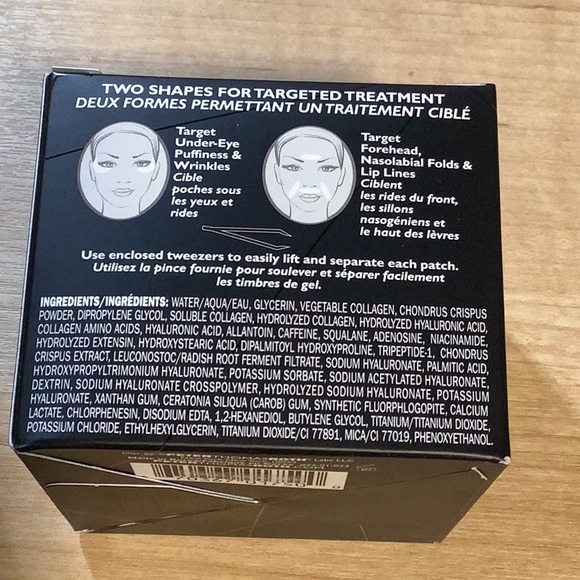 TWO SHAPES FOR TARGETED TREATMENT
DEUX FORMES PERMETTANT UN TRAITEMENT CIBLÉ
Target
Under-Eye
Puffiness &
Wrinkles
Cible
poches sous
les yeux et
rides
Target
Forehead,
Nasolabial Folds &
Lip Lines
Ciblent
les rides du front,
les sillons
nasogéniens et
le haut des lèvres
Use enclosed tweezers to easily lift and separate each patch.
Utilisez la pince fournie pour soulever et séparer facilement
les timbres de gel.
INGREDIENTS/INGRÉDIENTS: WATER/AQUA/EAU, GLYCERIN, VEGETABLE COLLAGEN, CHONDRUS CRISPUS
POWDER, DIPROPYLENE GLYCOL, SOLUBLE COLLAGEN, HYDROLYZED COLLAGEN, HYDROLYZED HYALURONIC ACID,
COLLAGEN AMINO ACIDS, HYALURONIC ACID, ALLANTOIN, CAFFEINE, SQUALANE, ADENOSINE, NIACINAMIDE,
HYDROLYZED EXTENSIN, HYDROXYSTEARIC ACID, DIPALMITOYL HYDROXYPROLINE, TRIPEPTIDE-1, CHONDRUS
CRISPUS EXTRACT, LEUCONOSTOC/RADISH ROOT FERMENT FILTRATE, SODIUM HYALURONATE, PALMITIC ACID,
HYDROXYPROPYLTRIMONIUM HYALURONATE, POTASSIUM SORBATE, SODIUM ACETYLATED HYALURONATE,
DEXTRIN, SODIUM HYALURONATE CROSSPOLYMER, HYDROLYZED SODIUM HYALURONATE, POTASSIUM
HYALURONATE, XANTHAN GUM, CERATONIA SILIQUA (CAROB) GUM, SYNTHETIC FLUORPHLOGOPITE, CALCIUM
LACTATE, CHLORPHENESIN, DISODIUM EDTA, 1,2-HEXANEDIOL, BUTYLENE GLYCOL, TITANIUM/TITANIUM DIOXIDE,
POTASSIUM CHLORIDE, ETHYLHEXYLGLYCERIN, TITANIUM DIOXIDE/CI 77891, MICA/CI 77019, PHENOXYETHANOL.